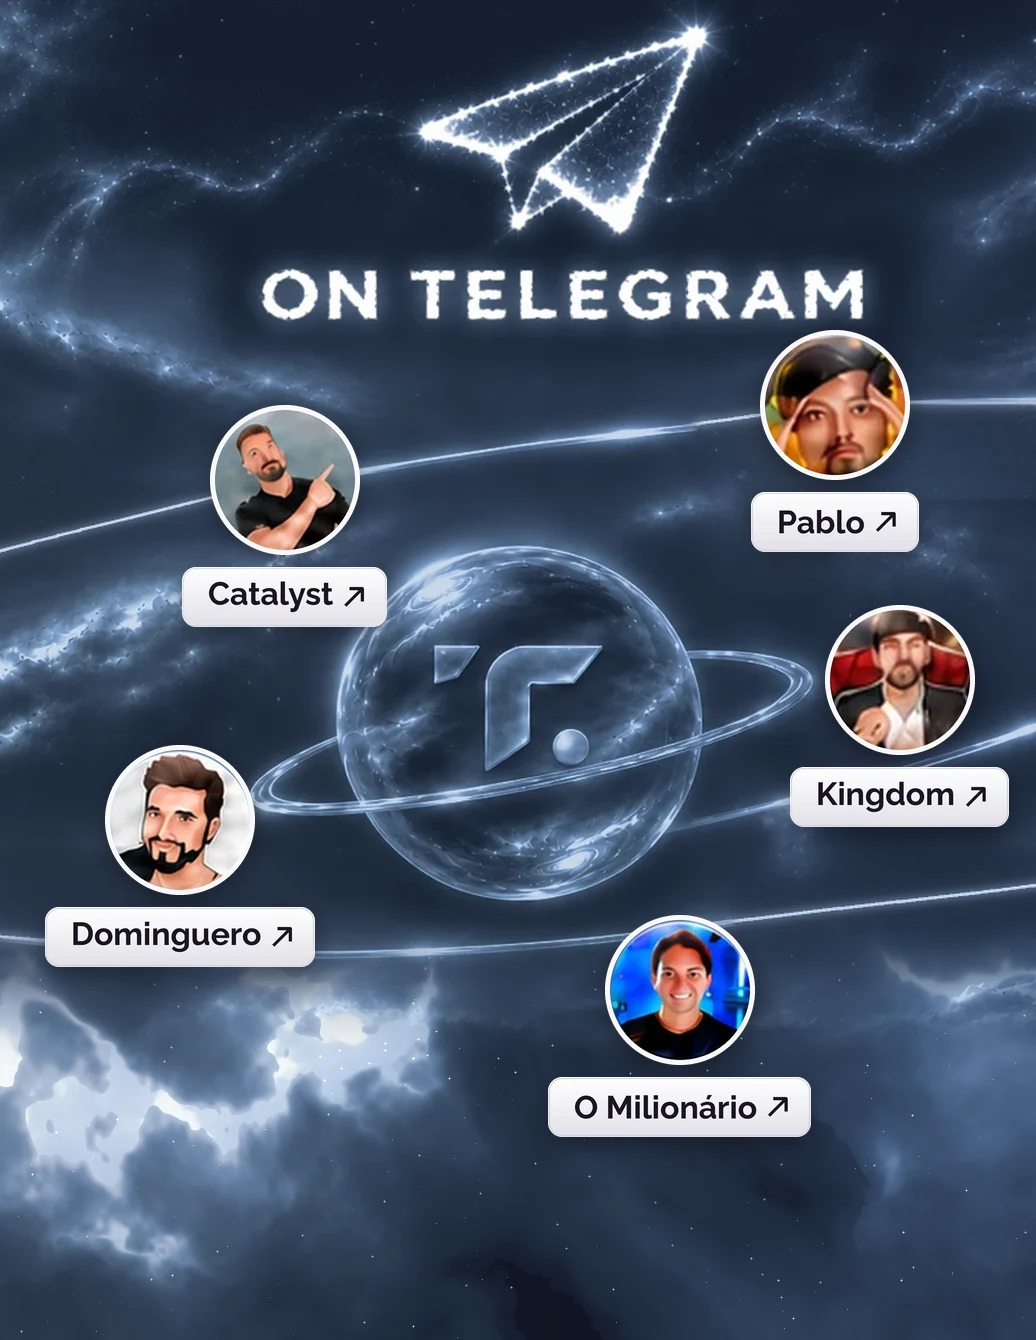 ON TELEGRAM
Pablo
Catalyst
Kingdom
Dominguero
O Milionário